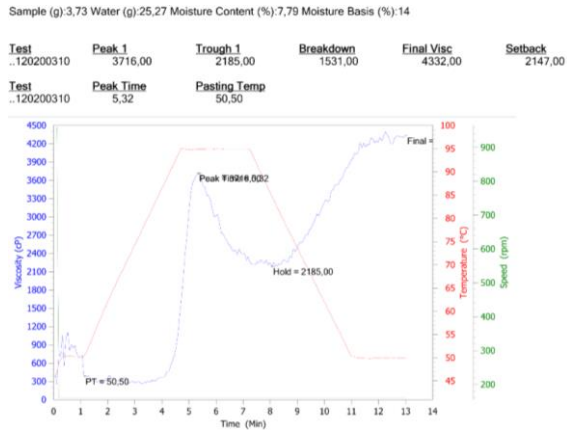 Sample (g):3,73 Water (g):25,27 Moisture Content (%):7,79 Moisture Basis (%):14
Test Peak 1 Trough 1 Breakdown Final Visc Setback
..120200310 3716,00 2185,00 1531,00 4332,00 2147,00
Test Peak Time Pasting Temp
..120200310 5,32 50,50
4500
4200
3900
3600
3300
3000
2700
2400
2100
1800
1500
1200
900
600
300
0
Viscosity (cP)
Peak
Hold = 2185,00
Final =
PT = 50.50
100
95
90
85
80
75
70
65
60
55
50
45
Temperature (°C)
900
800
700
600
500
400
300
200
Speed (rpm)
0 1 2 3 4 5 6 7 8 9 10 11 12 13 14
Time (Min)